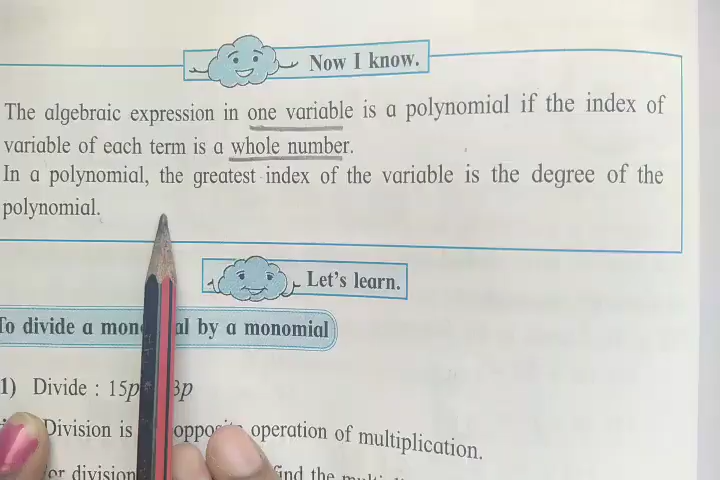 Now I know.
The algebraic expression in one variable is a polynomial if the index of
variable of each term is a whole number.
In a polynomial, the greatest index of the variable is the degree of the
polynomial.
Let's learn.
To divide a mon al by a monomial
1) Divide : 15p 3p
Division is oppos operation of multiplication.
or division find the